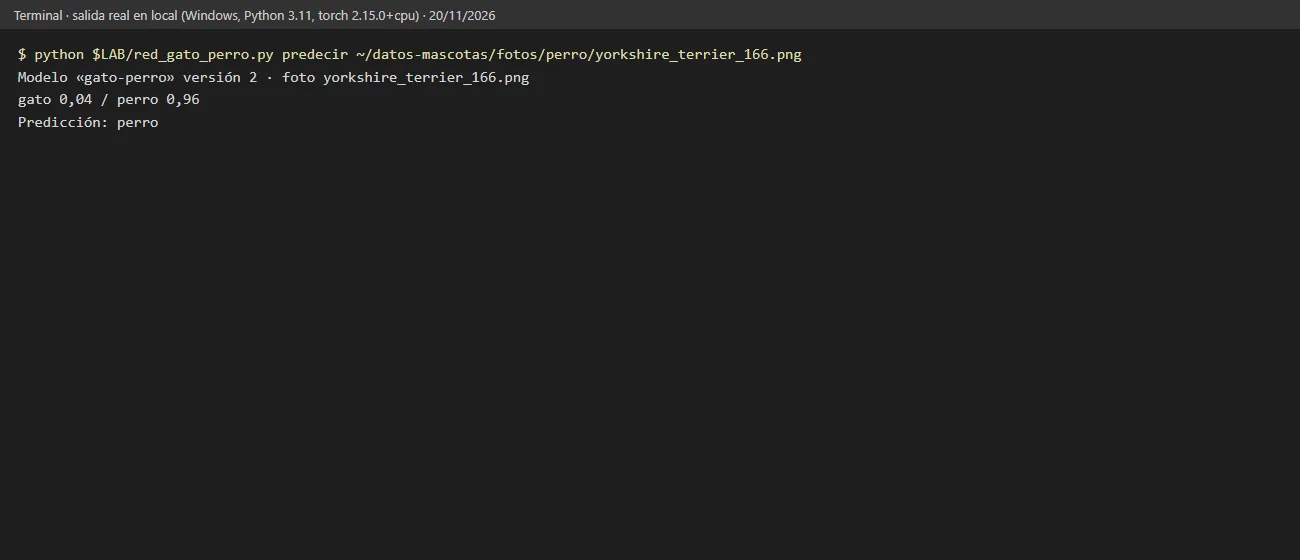 Terminal · salida real en local (Windows, Python 3.11, torch 2.15.0+cpu) · 20/11/2026
$ python $LAB/red_gato_perro.py predecir ~/datos-mascotas/fotos/perro/yorkshire_terrier_166.png
Modelo «gato-perro» versión 2 · foto yorkshire_terrier_166.png
gato 0,04 / perro 0,96
Predicción: perro